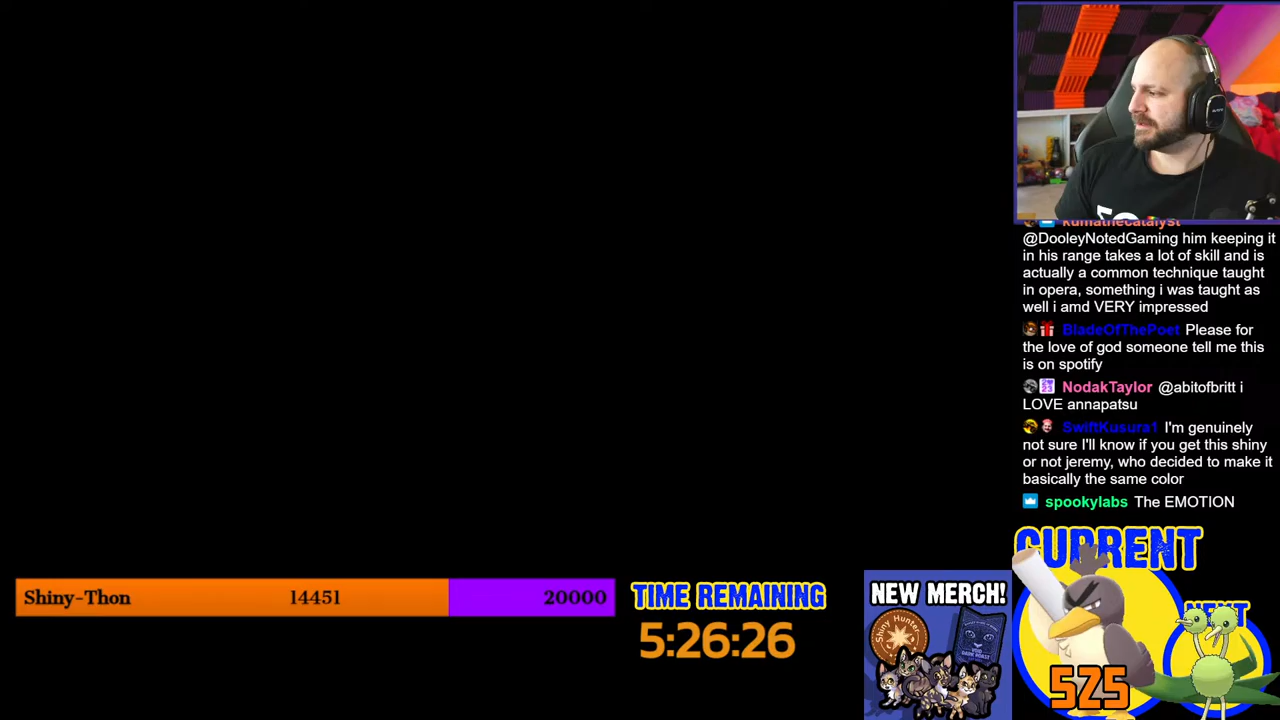 kumathecatalyst
@DooleyNotedGaming him keeping it
in his range takes a lot of skill and is
actually a common technique taught
in opera, something i was taught as
well i amd VERY impressed
BladeOfThePoet Please for
the love of god someone tell me this
is on spotify
NodakTaylor @abitofbritt i
LOVE annapatsu
SwiftKusura1 I'm genuinely
not sure I'll know if you get this shiny
or not jeremy, who decided to make it
basically the same color
spookylabs The EMOTION
CURRENT
NEXT
525
Shiny-Thon 14451 20000
TIME REMAINING
5:26:26
NEW MERCH!
Shiny Hunter